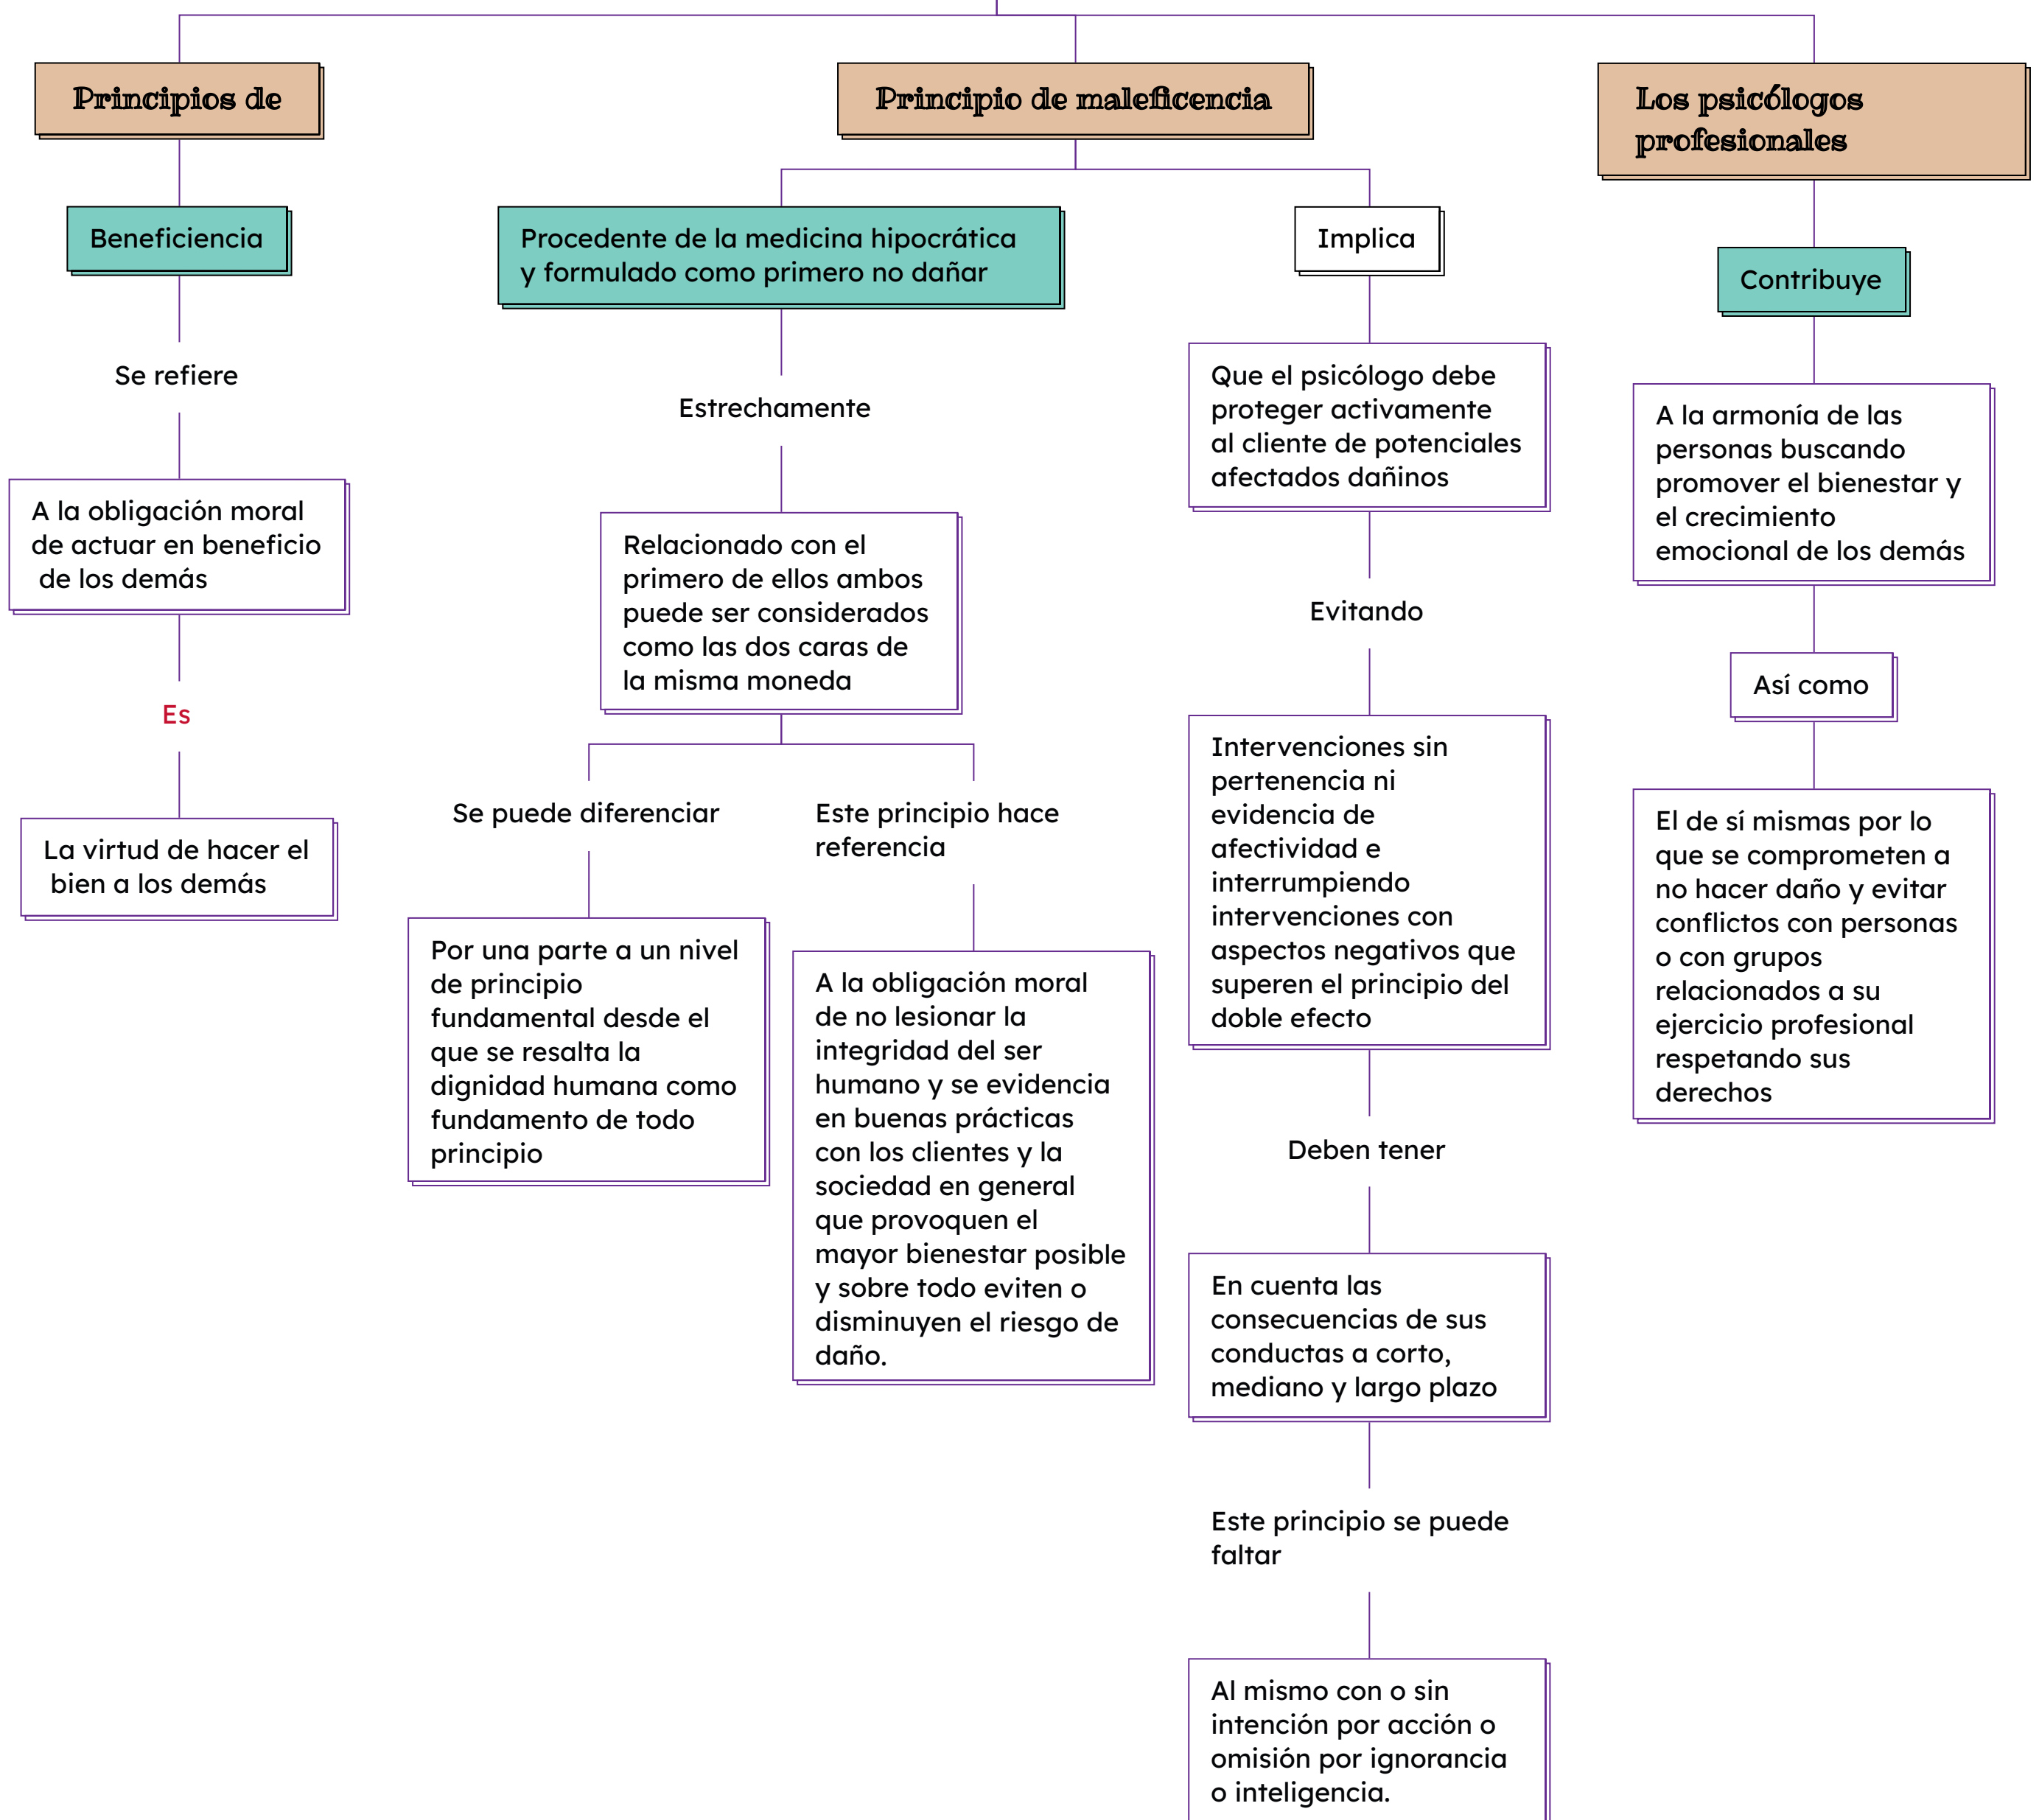 Principios de
Beneficiencia
Se refiere
A la obligación moral
de actuar en beneficio
de los demás
Es
La virtud de hacer el
bien a los demás
Principio de maleficencia
Procedente de la medicina hipocrática
y formulado como primero no dañar
Estrechamente
Relacionado con el
primero de ellos ambos
puede ser considerados
como las dos caras de
la misma moneda
Se puede diferenciar
Por una parte a un nivel
de principio
fundamental desde el
que se resalta la
dignidad humana como
fundamento de todo
principio
Este principio hace
referencia
A la obligación moral
de no lesionar la
integridad del ser
humano y se evidencia
en buenas prácticas
con los clientes y la
sociedad en general
que provoquen el
mayor bienestar posible
y sobre todo eviten o
disminuyen el riesgo de
daño.
Implica
Que el psicólogo debe
proteger activamente
al cliente de potenciales
afectados dañinos
Evitando
Intervenciones sin
pertenencia ni
evidencia de
afectividad e
interrumpiendo
intervenciones con
aspectos negativos que
superen el principio del
doble efecto
Deben tener
En cuenta las
consecuencias de sus
conductas a corto,
mediano y largo plazo
Este principio se puede
faltar
Al mismo con o sin
intención por acción o
omisión por ignorancia
o inteligencia.
Los psicólogos
profesionales
Contribuye
A la armonía de las
personas buscando
promover el bienestar y
el crecimiento
emocional de los demás
Así como
El de sí mismas por lo
que se comprometen a
no hacer daño y evitar
conflictos con personas
o con grupos
relacionados a su
ejercicio profesional
respetando sus
derechos